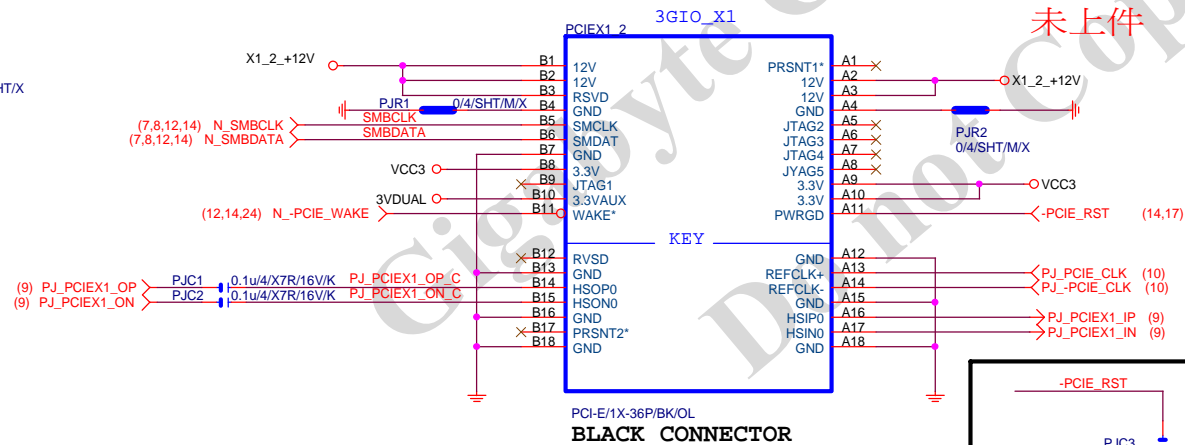 3GIO_X1
未上件
PCIEX1_2
HT/X
X1_2_+12V
B1 12V
B2 12V
B3 RSVD
B4 GND
B5 SMCLK
B6 SMDAT
B7 GND
B8 3.3V
B9 JTAG1
B10 3.3VAUX
B11 WAKE*
KEY
B12 RVSD
B13 GND
B14 HSOP0
B15 HSON0
B16 GND
B17 PRSNT2*
B18 GND
PRSNT1* A1
12V A2
12V A3
GND A4
JTAG2 A5
JTAG3 A6
JTAG4 A7
JYAG5 A8
3.3V A9
3.3V A10
PWRGD A11
GND A12
REFCLK+ A13
REFCLK- A14
GND A15
HSIP0 A16
HSIN0 A17
GND A18
PJR1 0/4/SHT/M/X
(7,8,12,14) N_SMBCLK SMBCLK
(7,8,12,14) N_SMBDATA SMBDATA
VCC3
3VDUAL
(12,14,24) N_-PCIE_WAKE
(9) PJ_PCIEX1_OP PJC1 0.1u/4/X7R/16V/K PJ_PCIEX1_OP_C
(9) PJ_PCIEX1_ON PJC2 0.1u/4/X7R/16V/K PJ_PCIEX1_ON_C
X1_2_+12V
PJR2
0/4/SHT/M/X
VCC3
-PCIE_RST (14,17)
PJ_PCIE_CLK (10)
PJ_-PCIE_CLK (10)
PJ_PCIEX1_IP (9)
PJ_PCIEX1_IN (9)
-PCIE_RST
PJC3
PCI-E/1X-36P/BK/OL
BLACK CONNECTOR
Gigabyte C
Do not Cop